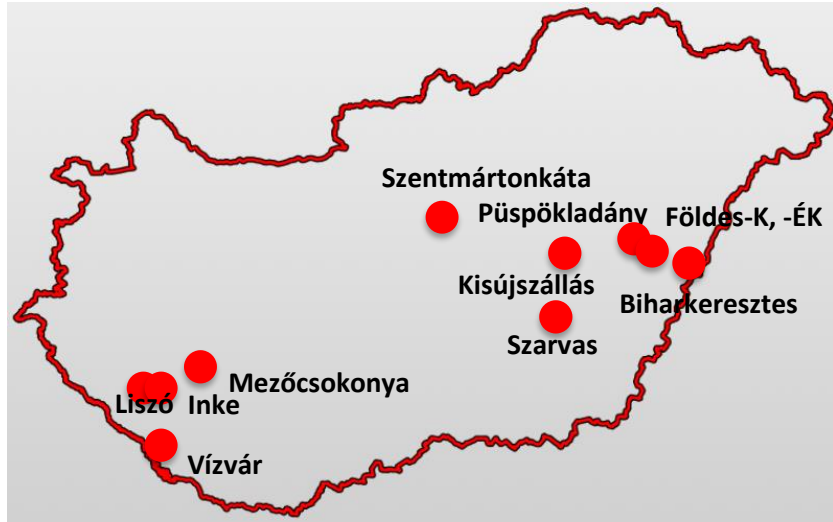 Szentmártonkáta
Püspökladány
Földes-K, -ÉK
Kisújszállás
Biharkeresztes
Szarvas
Mezőcsokonya
Liszó
Inke
Vízvár